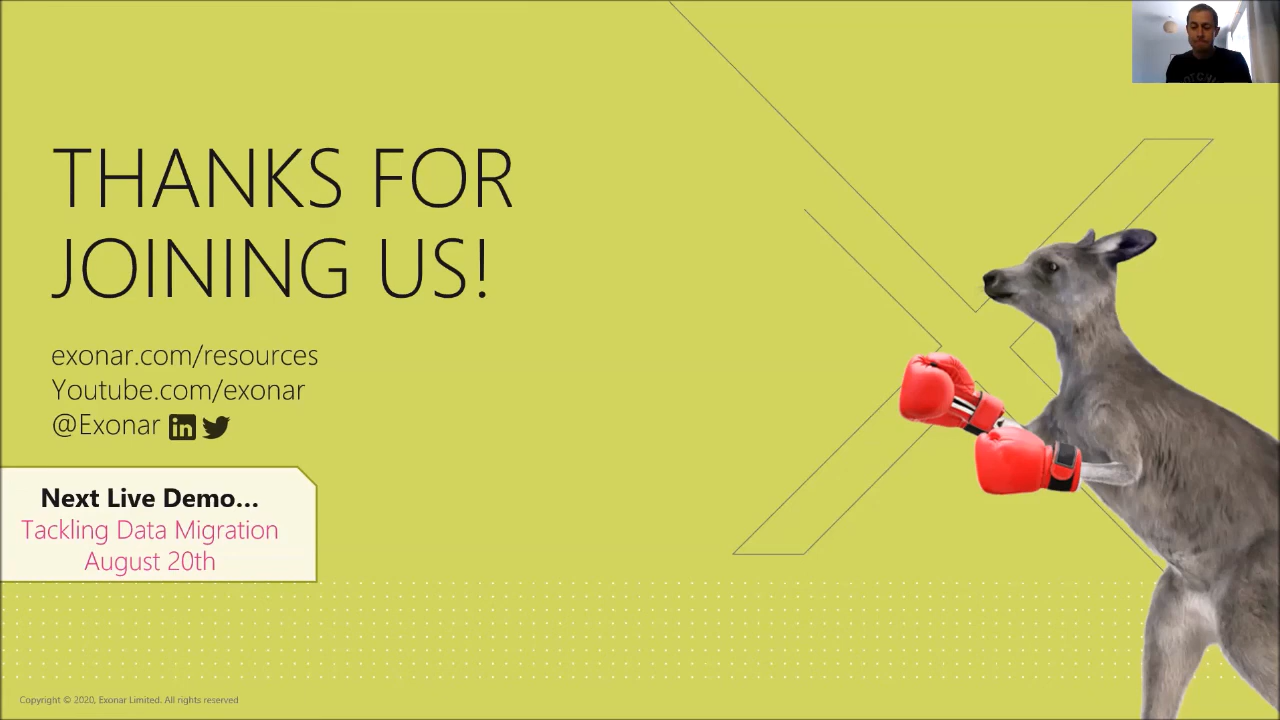 THANKS FOR
JOINING US!
exonar.com/resources
Youtube.com/exonar
@Exonar in
Next Live Demo...
Tackling Data Migration
August 20th
Copyright © 2020, Exonar Limited. All rights reserved